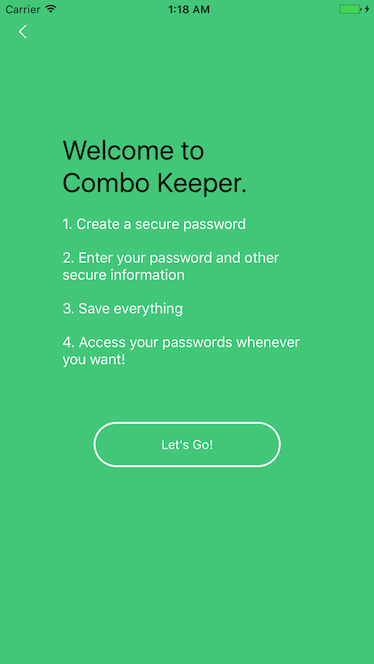 Carrier 1:18 AM
Welcome to
Combo Keeper.
1. Create a secure password
2. Enter your password and other
secure information
3. Save everything
4. Access your passwords whenever
you want!
Let's Go!